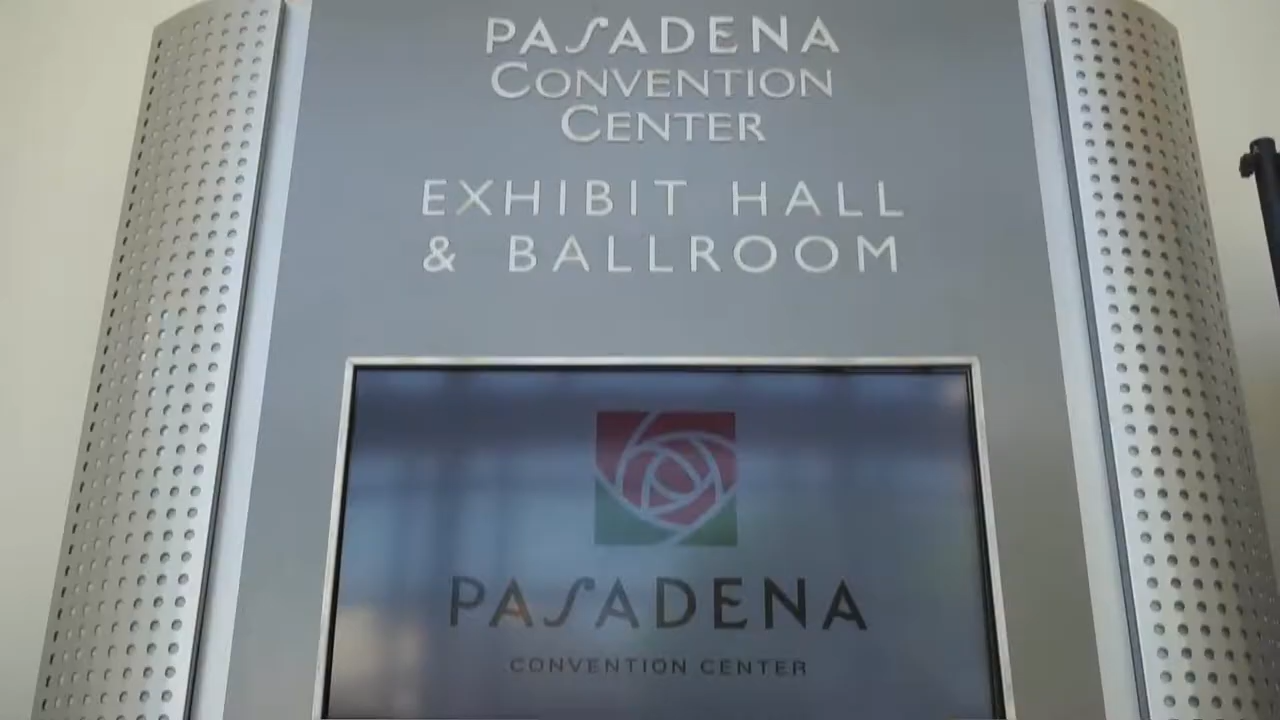 PASADENA
CONVENTION
CENTER
EXHIBIT HALL
& BALLROOM
PASADENA
CONVENTION CENTER